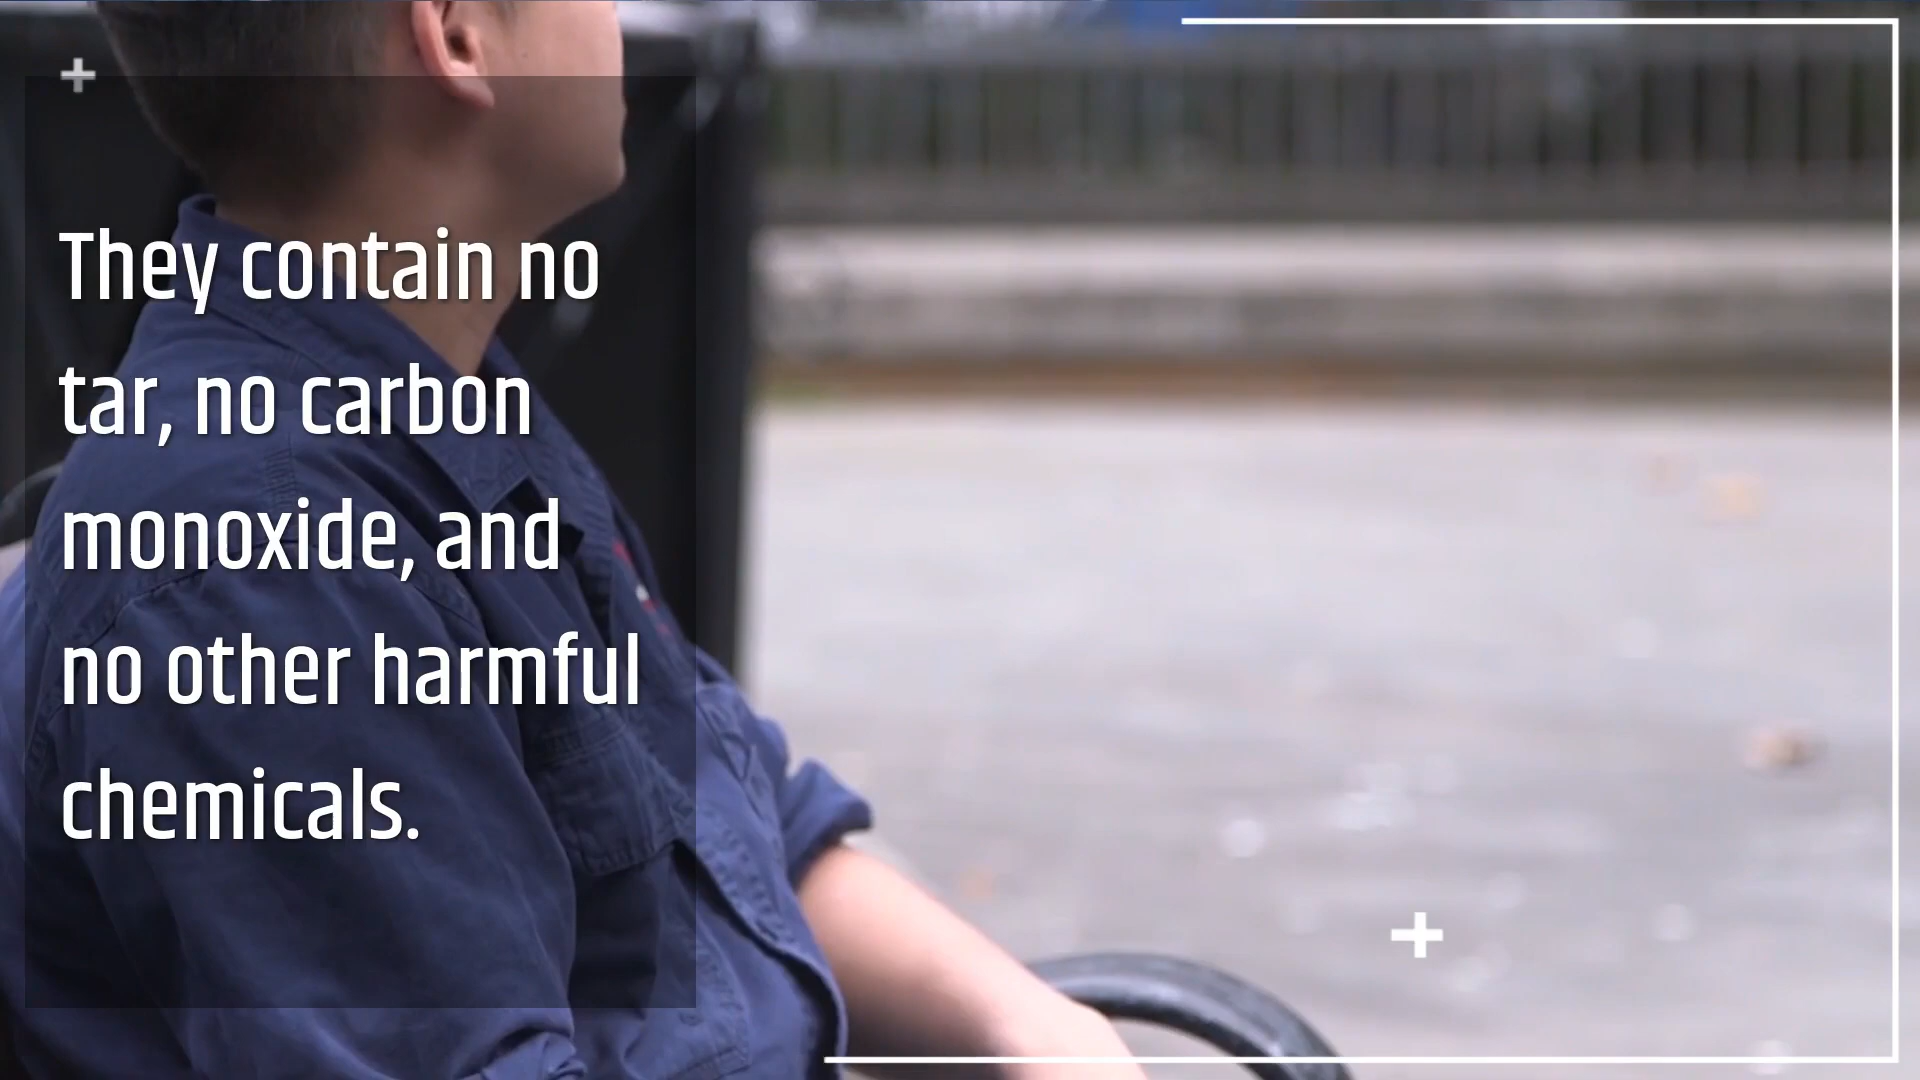 They contain no
tar, no carbon
monoxide, and
no other harmful
chemicals.